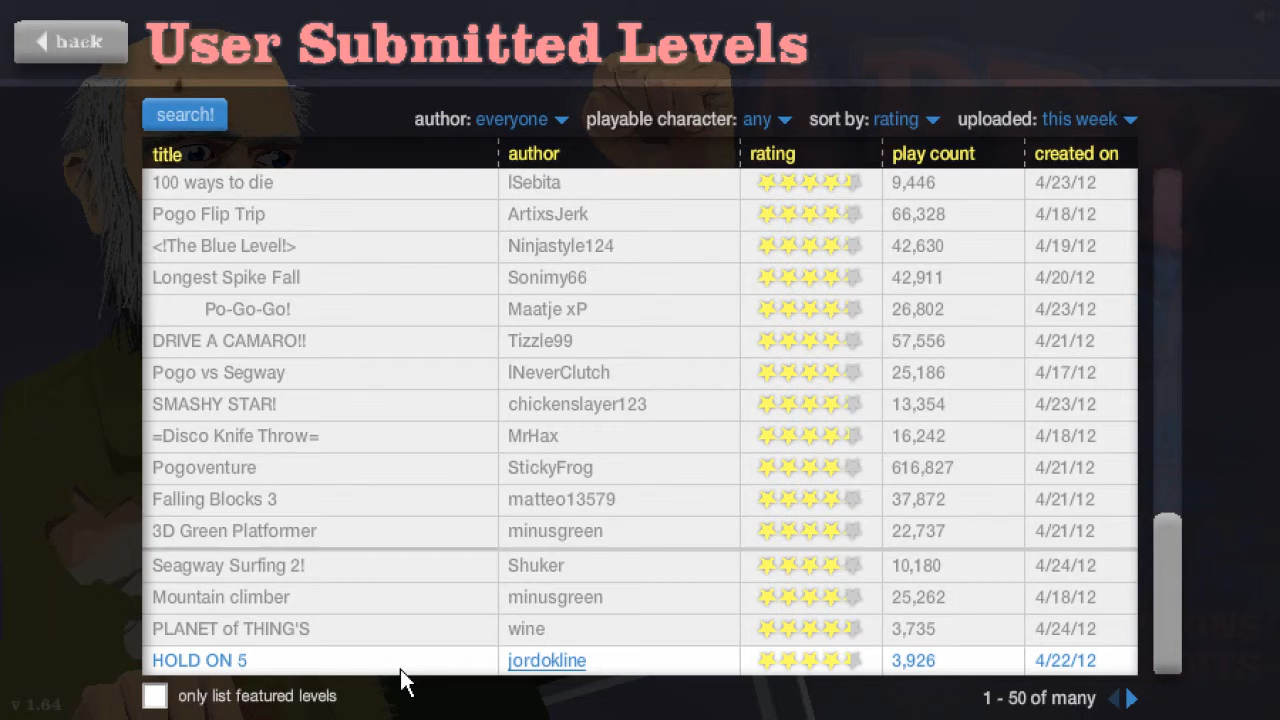 back
User Submitted Levels
search!
author: everyone playable character: any sort by: rating uploaded: this week
title author rating play count created on
100 ways to die lSebita 9,446 4/23/12
Pogo Flip Trip ArtixsJerk 66,328 4/18/12
<!The Blue Level!> Ninjastyle124 42,630 4/19/12
Longest Spike Fall Sonimy66 42,911 4/20/12
Po-Go-Go! Maatje xP 26,802 4/23/12
DRIVE A CAMARO!! Tizzle99 57,556 4/21/12
Pogo vs Segway INeverClutch 25,186 4/17/12
SMASHY STAR! chickenslayer123 13,354 4/23/12
=Disco Knife Throw= MrHax 16,242 4/18/12
Pogoventure StickyFrog 616,827 4/21/12
Falling Blocks 3 matteo13579 37,872 4/21/12
3D Green Platformer minusgreen 22,737 4/21/12
Seagway Surfing 2! Shuker 10,180 4/24/12
Mountain climber minusgreen 25,262 4/18/12
PLANET of THING'S wine 3,735 4/24/12
HOLD ON 5 jordokline 3,926 4/22/12
only list featured levels 1 - 50 of many
v 1.64